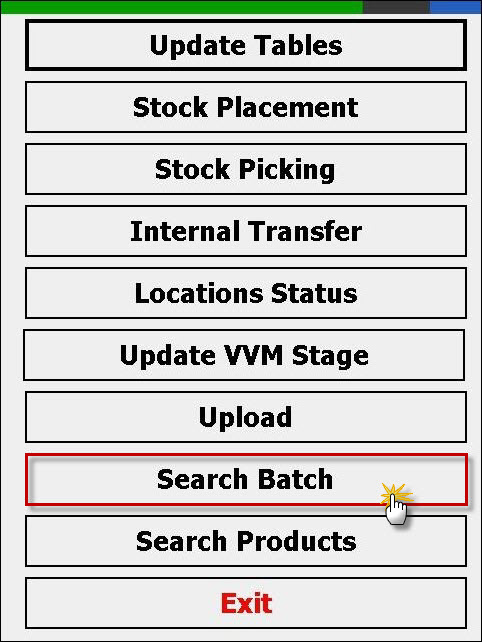 Update Tables
Stock Placement
Stock Picking
Internal Transfer
Locations Status
Update VVM Stage
Upload
Search Batch
Search Products
Exit